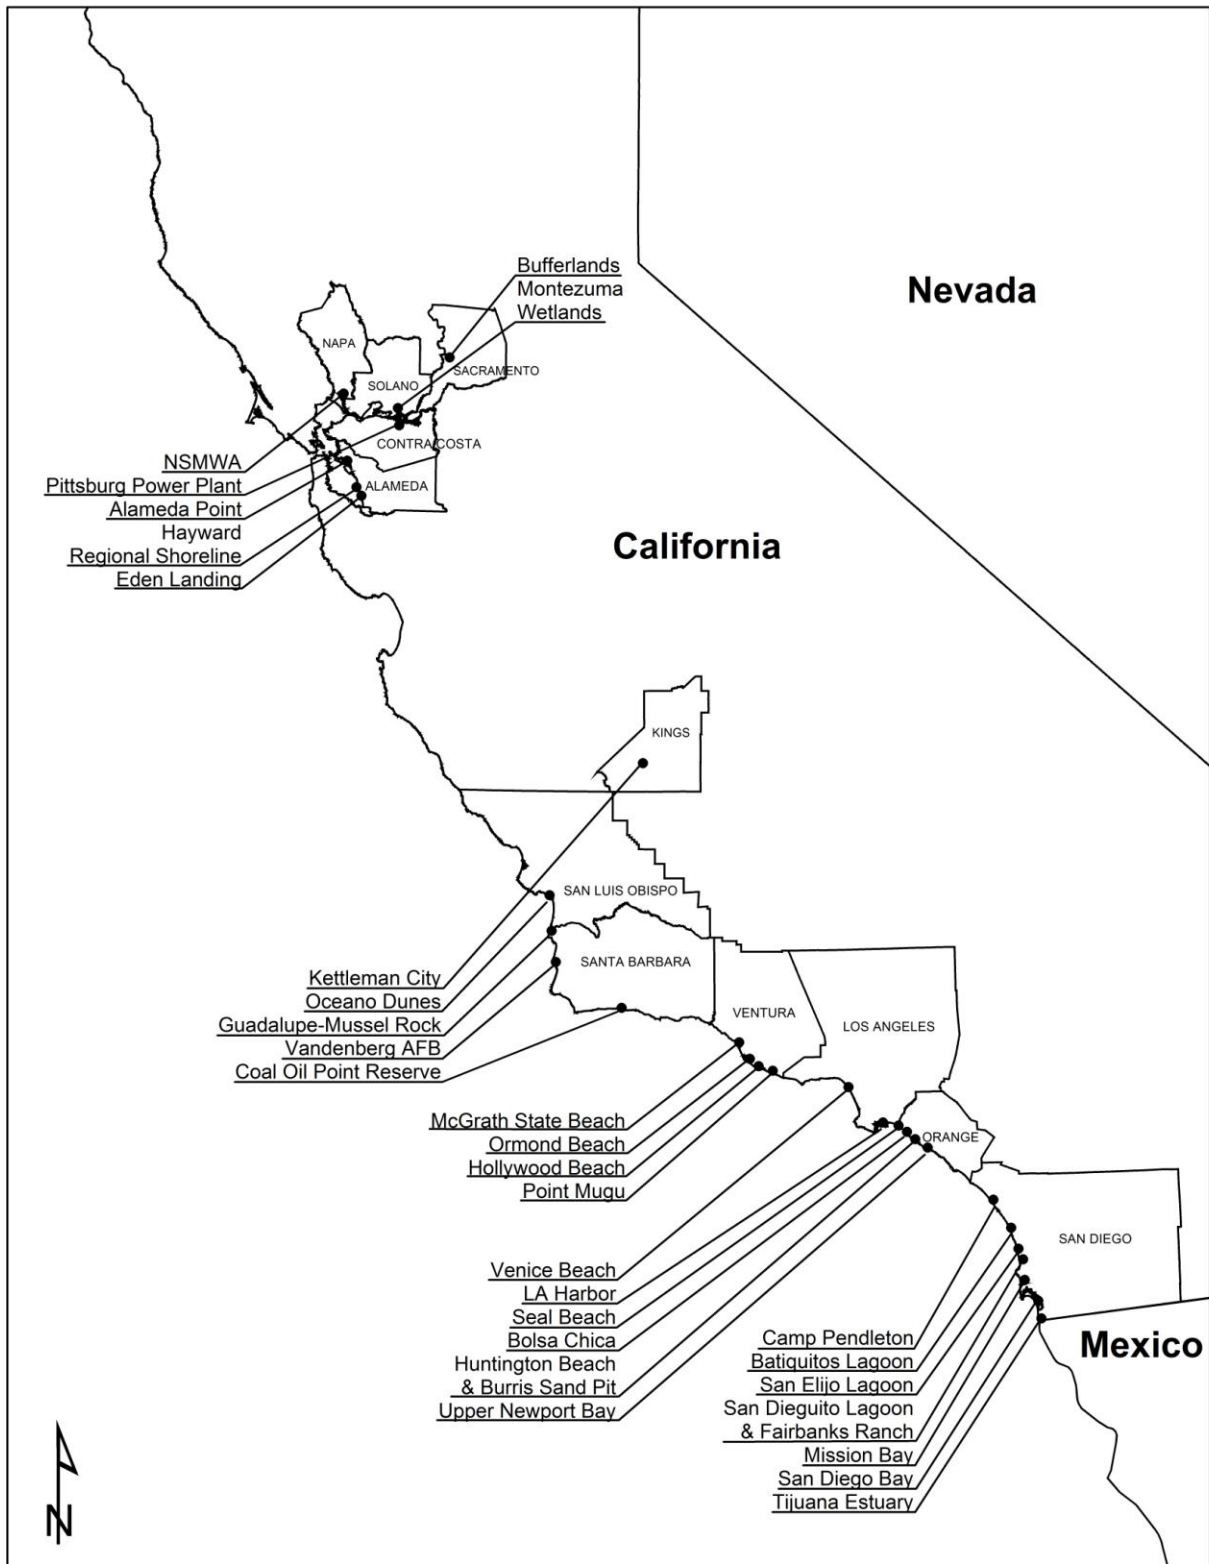 Bufferlands
Montezuma
Wetlands
Nevada
NAPA
SOLANO
SACRAMENTO
CONTRA COSTA
ALAMEDA
NSMWA
Pittsburg Power Plant
Alameda Point
Hayward
Regional Shoreline
Eden Landing
California
KINGS
SAN LUIS OBISPO
SANTA BARBARA
VENTURA
LOS ANGELES
ORANGE
SAN DIEGO
Kettleman City
Oceano Dunes
Guadalupe-Mussel Rock
Vandenberg AFB
Coal Oil Point Reserve
McGrath State Beach
Ormond Beach
Hollywood Beach
Point Mugu
Venice Beach
LA Harbor
Seal Beach
Bolsa Chica
Huntington Beach
& Burris Sand Pit
Upper Newport Bay
Camp Pendleton
Batiquitos Lagoon
San Elijo Lagoon
San Dieguito Lagoon
& Fairbanks Ranch
Mission Bay
San Diego Bay
Tijuana Estuary
Mexico
N